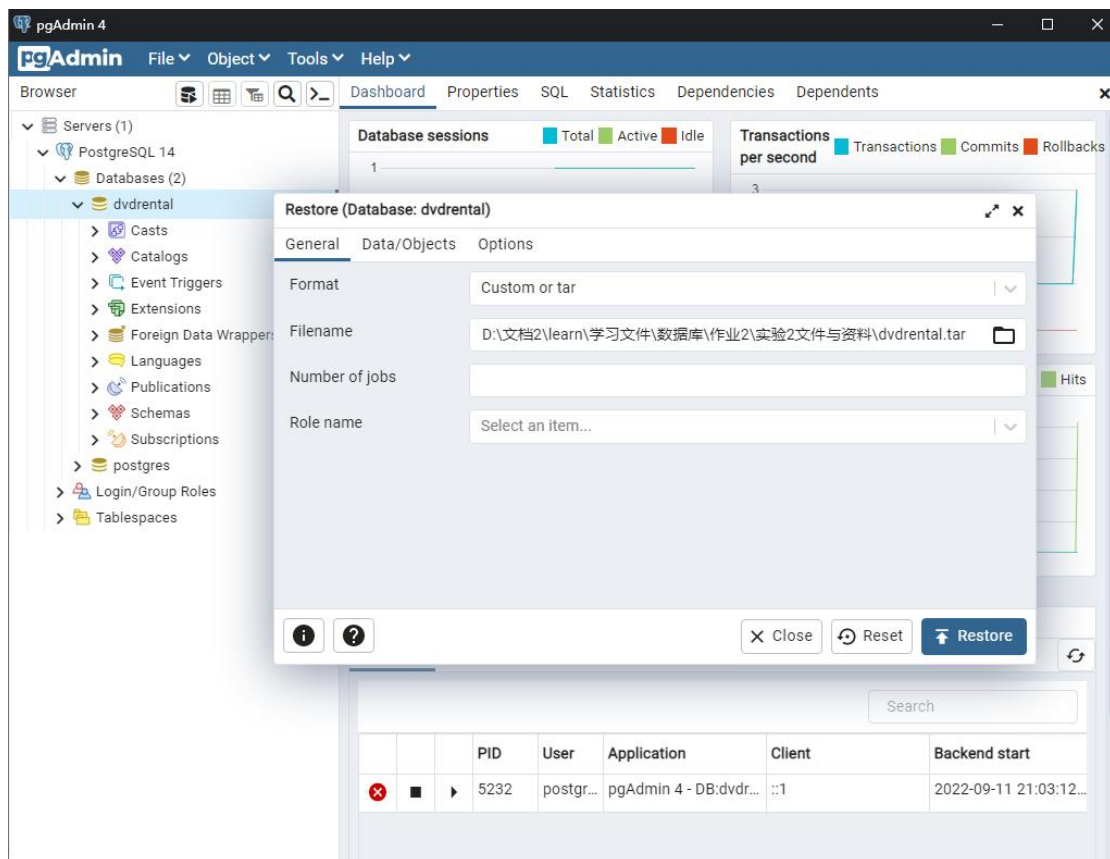 pgAdmin 4
pgAdmin File Object Tools Help
Browser
Dashboard Properties SQL Statistics Dependencies Dependents
Servers (1)
PostgreSQL 14
Databases (2)
dvdrental
Casts
Catalogs
Event Triggers
Extensions
Foreign Data Wrapper
Languages
Publications
Schemas
Subscriptions
postgres
Login/Group Roles
Tablespaces
Database sessions Total Active Idle
1
Transactions per second Transactions Commits Rollbacks
3
Hits
Restore (Database: dvdrental)
General Data/Objects Options
Format Custom or tar
Filename D:\文档2\learn\学习文件\数据库\作业2\实验2文件与资料\dvdrental.tar
Number of jobs
Role name Select an item...
Close Reset Restore
Search
PID User Application Client Backend start
5232 postgr... pgAdmin 4 - DB:dvdr... ::1 2022-09-11 21:03:12...